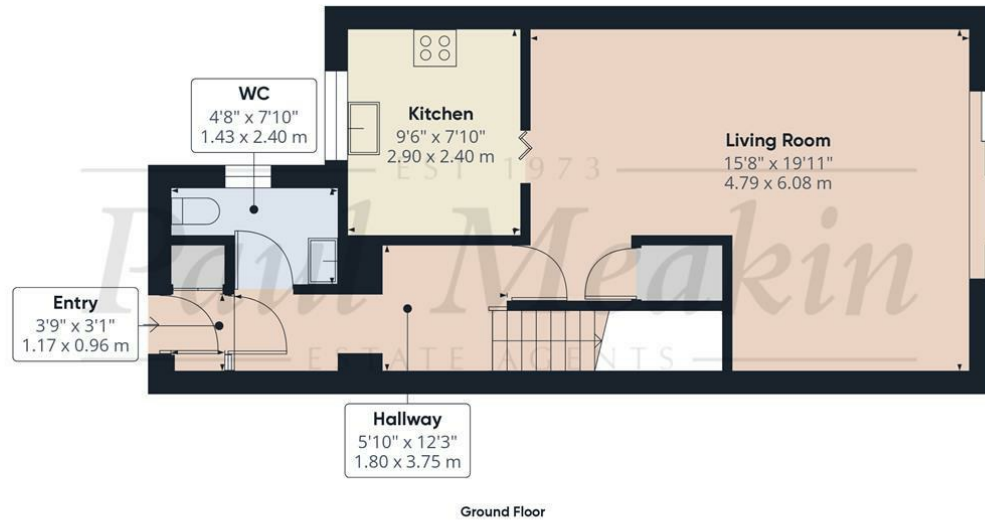 WC
4'8" x 7'10"
1.43 x 2.40 m
Kitchen
9'6" x 7'10"
2.90 x 2.40 m
Living Room
15'8" x 19'11"
4.79 x 6.08 m
EST 1973
Paul Meakin
ESTATE AGENTS
Entry
3'9" x 3'1"
1.17 x 0.96 m
Hallway
5'10" x 12'3"
1.80 x 3.75 m
Ground Floor